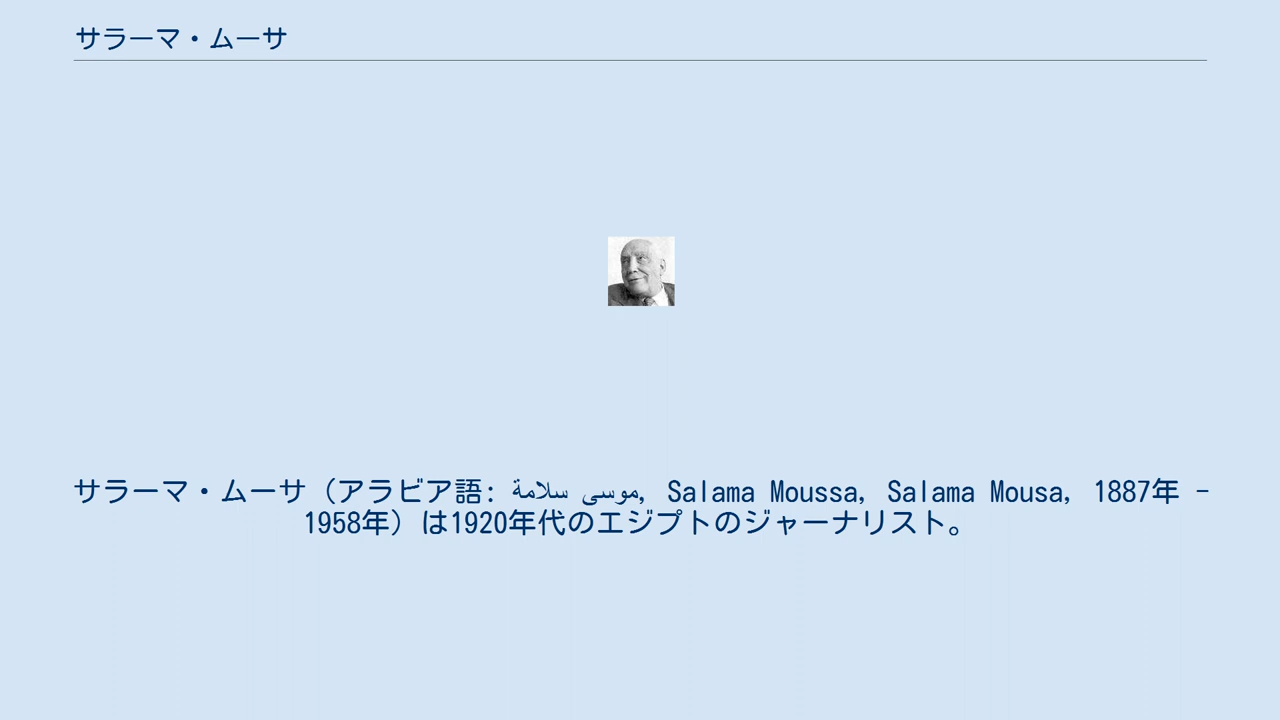 サラーマ・ムーサ
サラーマ・ムーサ（アラビア語: سلامة موسى, Salama Moussa, Salama Mousa, 1887年 -
1958年）は1920年代のエジプトのジャーナリスト。